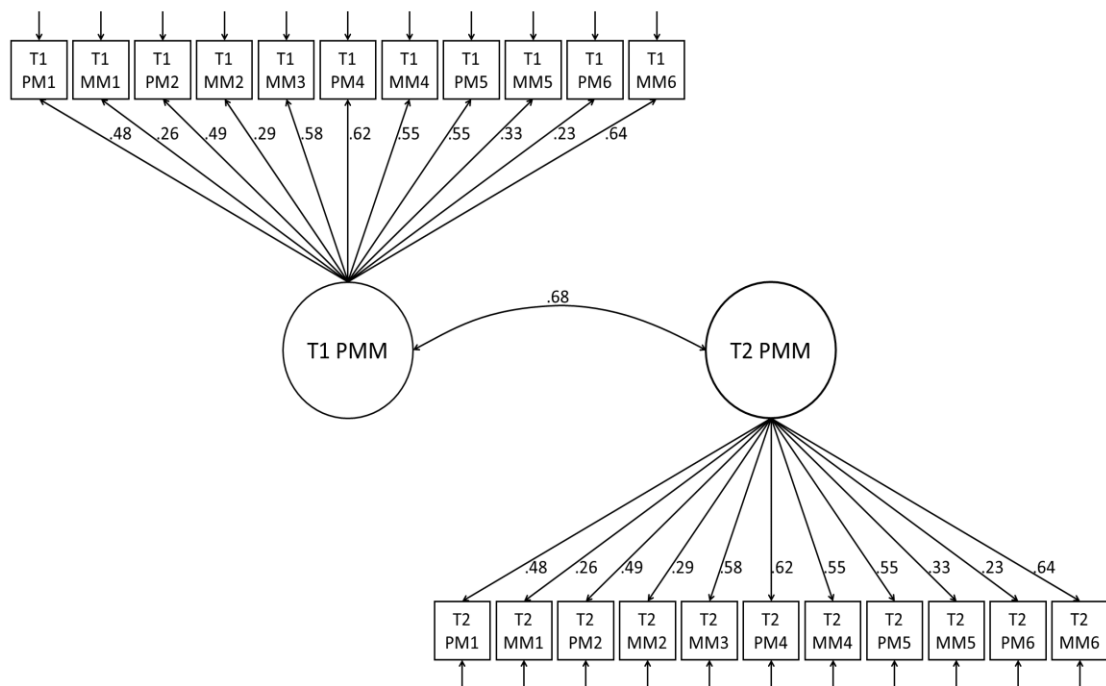 T1 T1 T1 T1 T1 T1 T1 T1 T1 T1 T1
PM1 MM1 PM2 MM2 MM3 PM4 MM4 PM5 MM5 PM6 MM6
.48 .26 .49 .29 .58 .62 .55 .55 .33 .23 .64
.68
T1 PMM T2 PMM
.48 .26 .49 .29 .58 .62 .55 .55 .33 .23 .64
T2 T2 T2 T2 T2 T2 T2 T2 T2 T2 T2
PM1 MM1 PM2 MM2 MM3 PM4 MM4 PM5 MM5 PM6 MM6